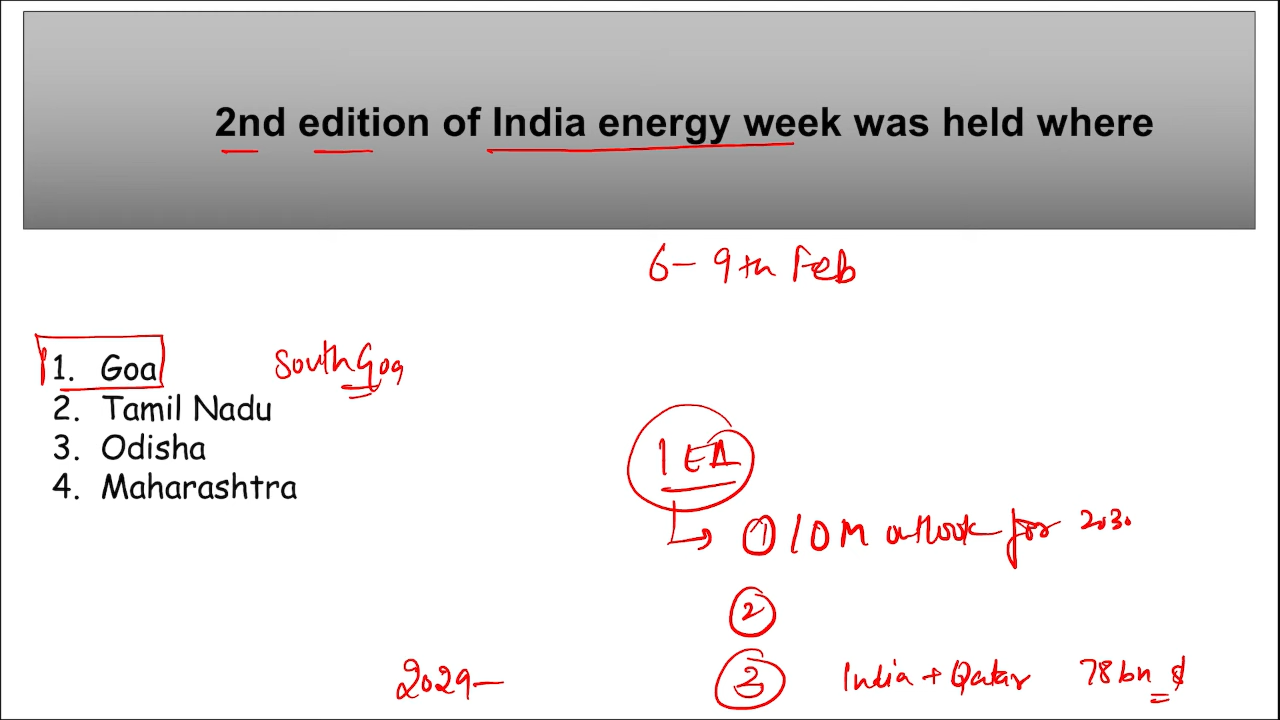 2nd edition of India energy week was held where
6 - 9th Feb
1. Goa South Goa
2. Tamil Nadu
3. Odisha
4. Maharashtra
IEA
① IOM outlook for 2030
②
③ India + Qatar 78 bn $
2029 -